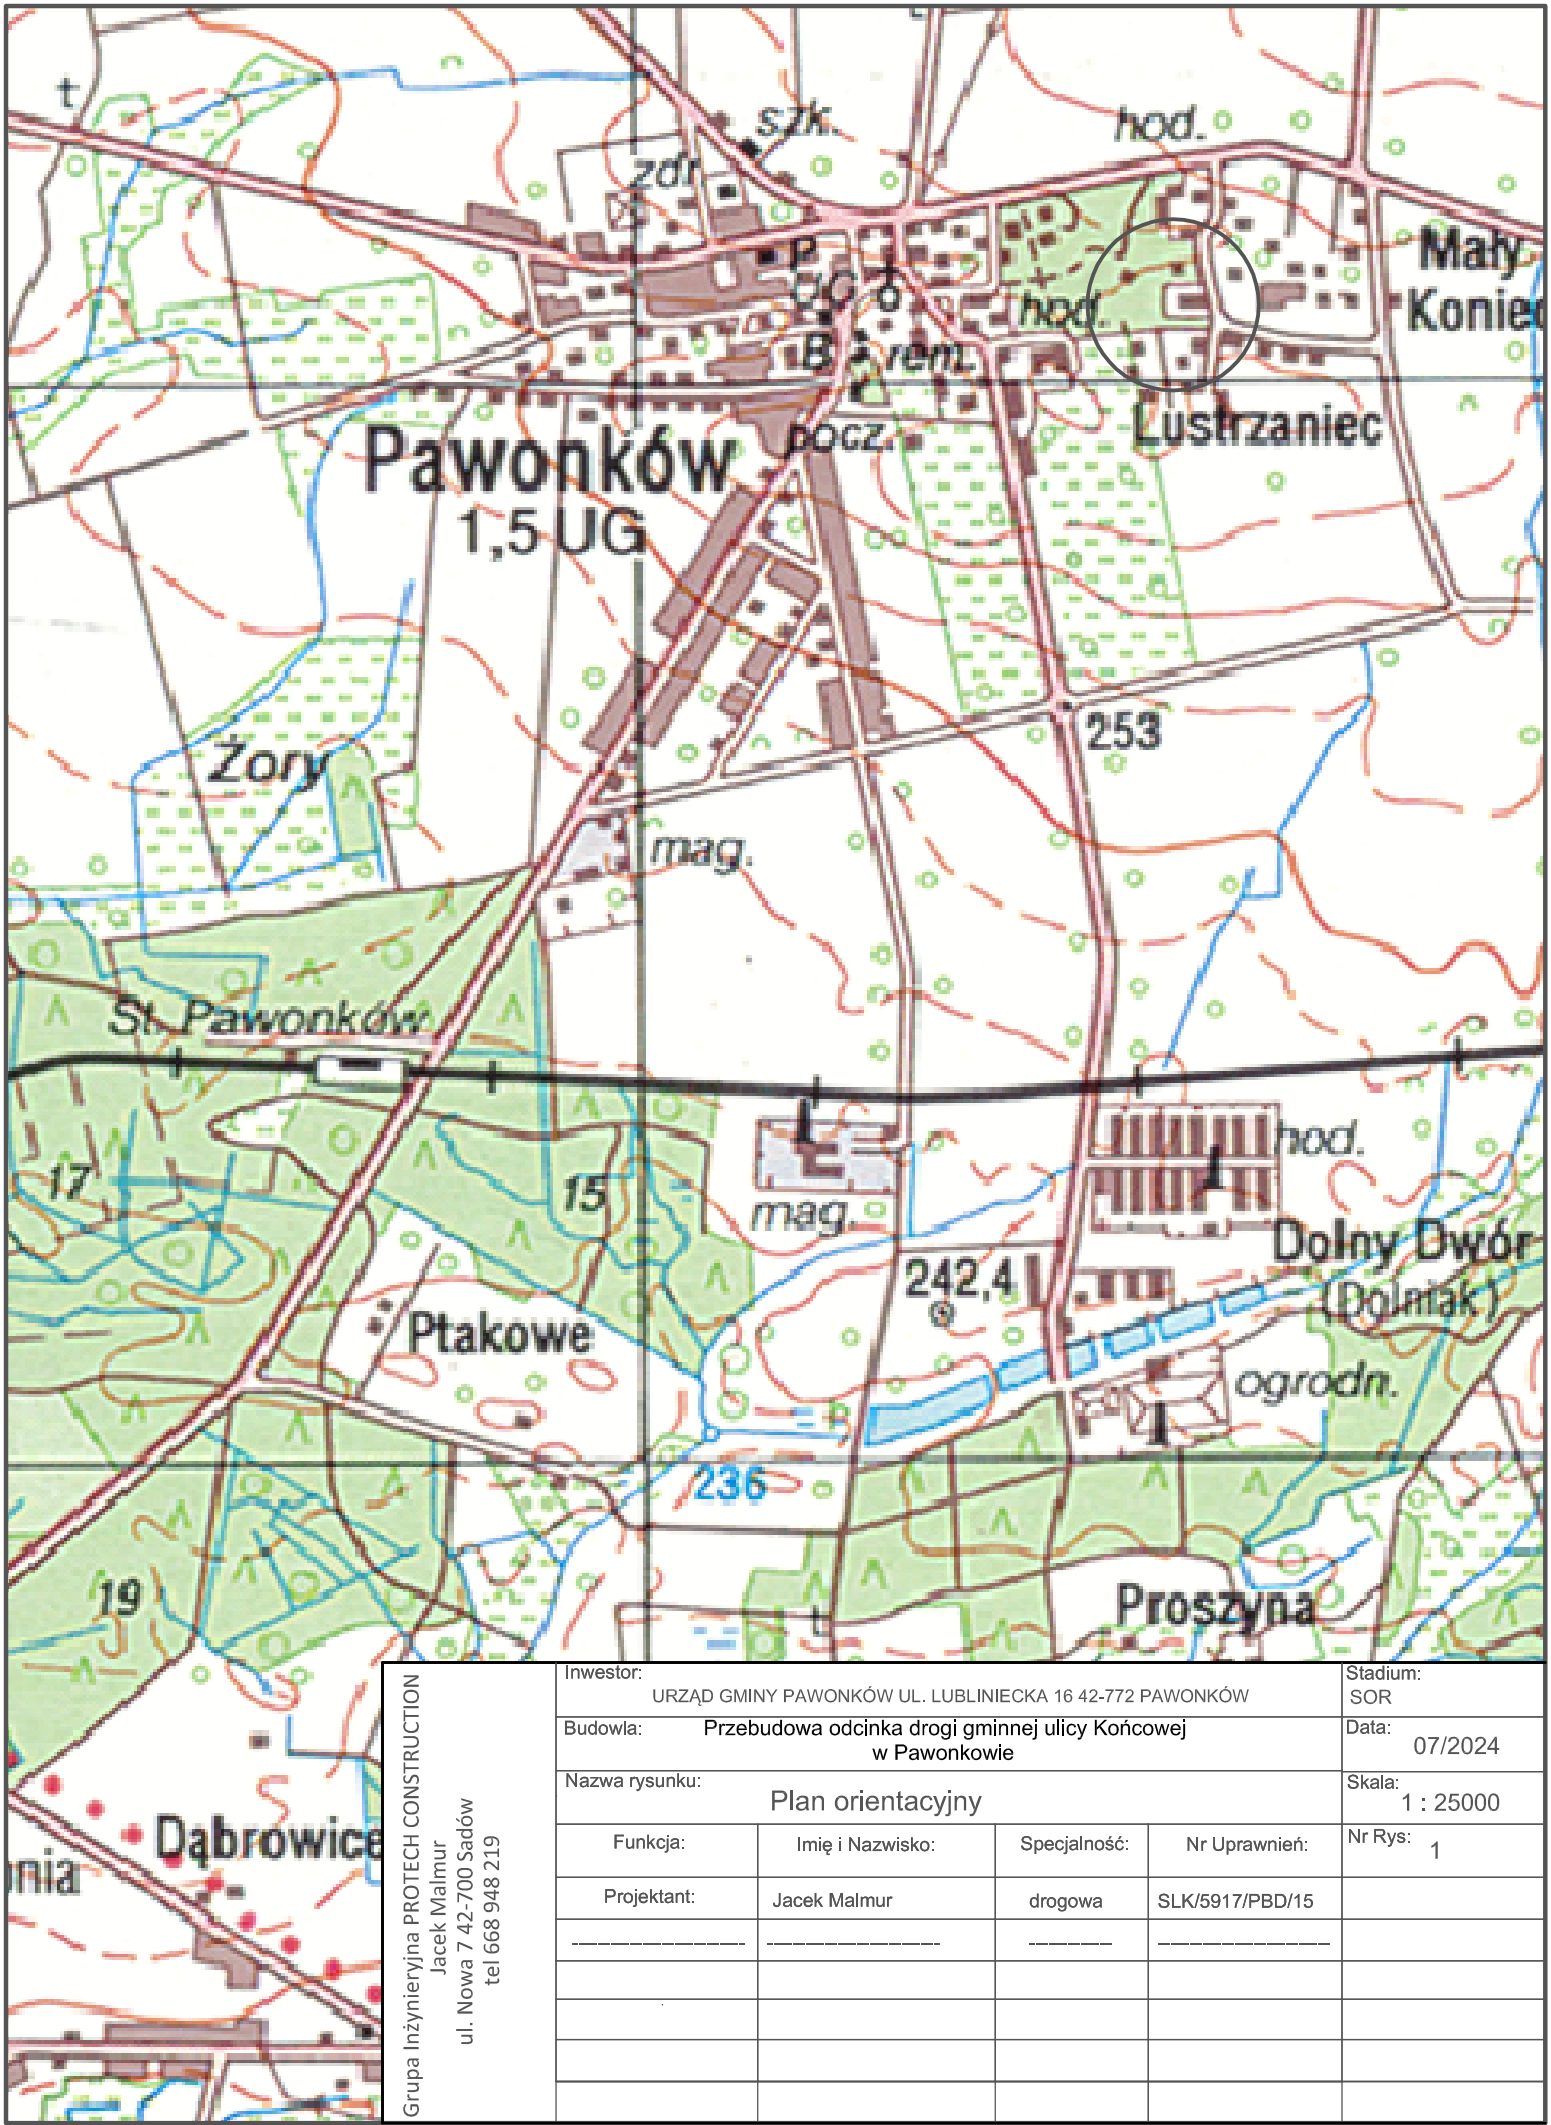 t
szk.
hod.
zdr.
Mały
Koniec
P
UG
hod.
B
rem.
Lustrzaniec
pocz.
Pawonków
1,5 UG
253
Żory
mag.
St. Pawonków
hod.
17
15
mag.
Dolny Dwór
(Dolniak)
242,4
Ptakowe
ogrodn.
236
19
t
Proszyna
Dąbrowice
nia
Grupa Inżynieryjna PROTECH CONSTRUCTION
Jacek Malmur
ul. Nowa 7 42-700 Sadów
tel 668 948 219
Inwestor:
URZĄD GMINY PAWONKÓW UL. LUBLINIECKA 16 42-772 PAWONKÓW
Stadium:
SOR
Budowla:
Przebudowa odcinka drogi gminnej ulicy Końcowej
w Pawonkowie
Data:
07/2024
Nazwa rysunku:
Plan orientacyjny
Skala:
1 : 25000
Funkcja: Imię i Nazwisko: Specjalność: Nr Uprawnień:
Nr Rys:
1
Projektant: Jacek Malmur drogowa SLK/5917/PBD/15